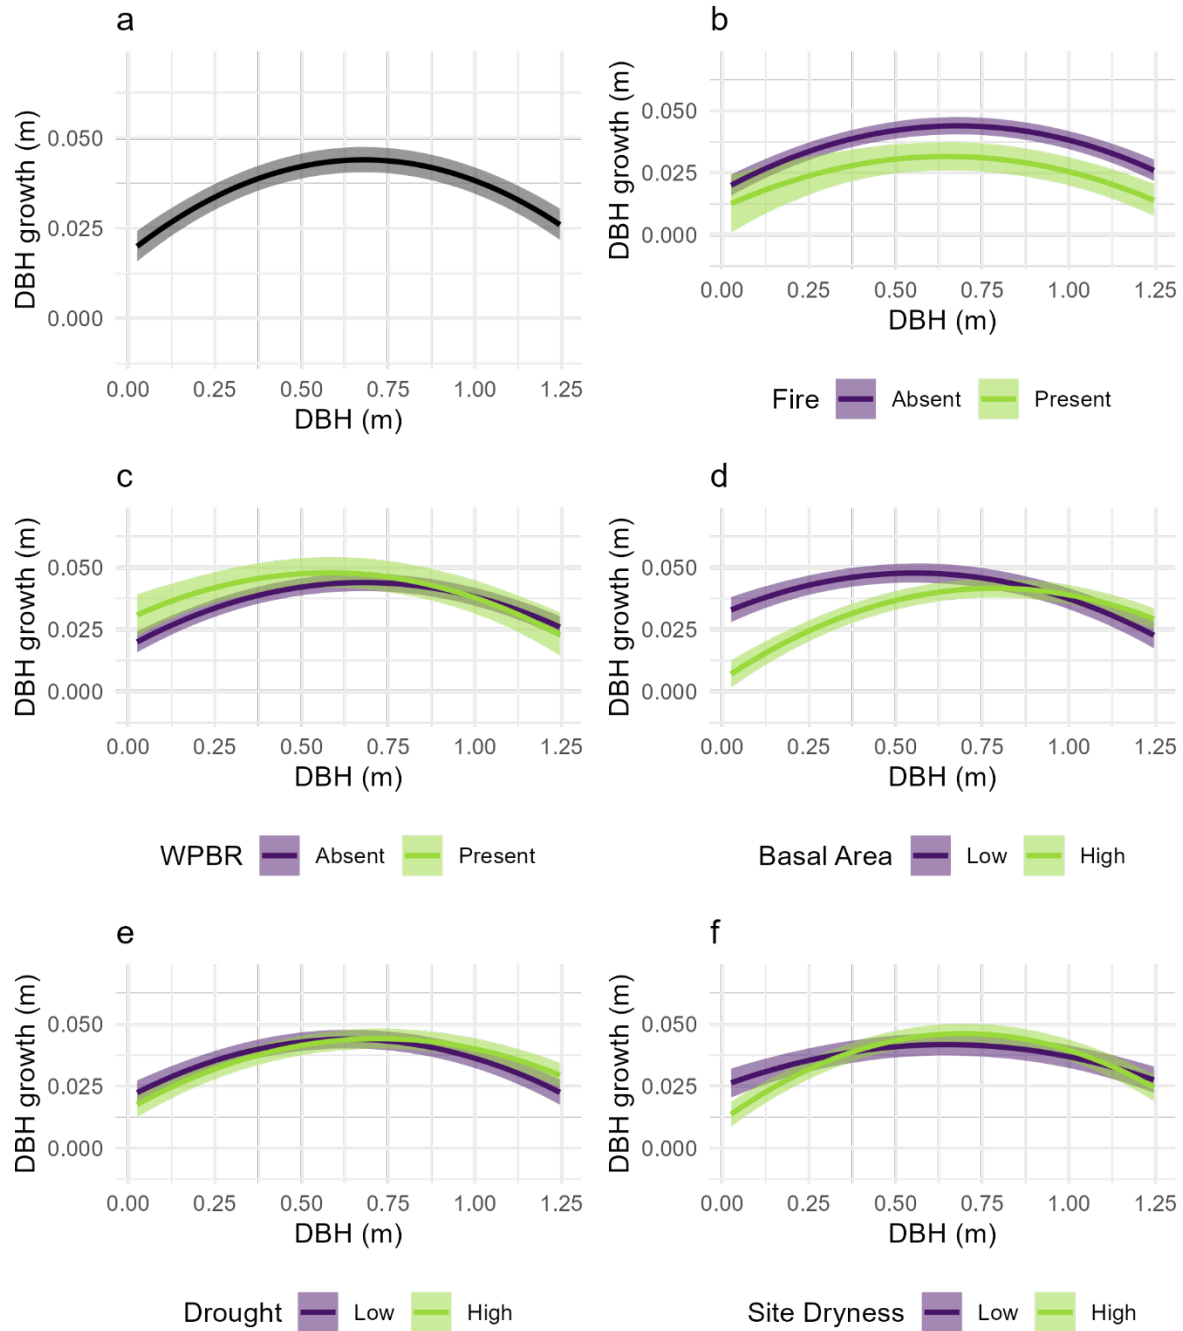 a
DBH growth (m)
0.050
0.025
0.000
0.00 0.25 0.50 0.75 1.00 1.25
DBH (m)
b
DBH growth (m)
0.050
0.025
0.000
0.00 0.25 0.50 0.75 1.00 1.25
DBH (m)
Fire Absent Present
c
DBH growth (m)
0.050
0.025
0.000
0.00 0.25 0.50 0.75 1.00 1.25
DBH (m)
WPBR Absent Present
d
DBH growth (m)
0.050
0.025
0.000
0.00 0.25 0.50 0.75 1.00 1.25
DBH (m)
Basal Area Low High
e
DBH growth (m)
0.050
0.025
0.000
0.00 0.25 0.50 0.75 1.00 1.25
DBH (m)
Drought Low High
f
DBH growth (m)
0.050
0.025
0.000
0.00 0.25 0.50 0.75 1.00 1.25
DBH (m)
Site Dryness Low High